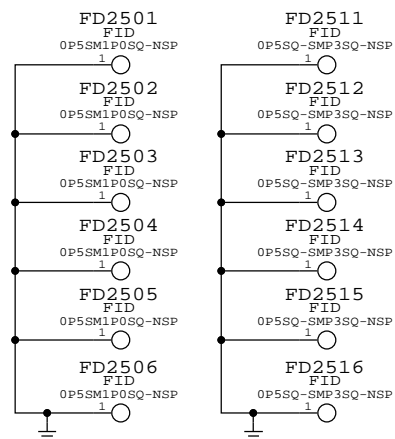 FD2501
FID
0P5SM1P0SQ-NSP
1
FD2502
FID
0P5SM1P0SQ-NSP
1
FD2503
FID
0P5SM1P0SQ-NSP
1
FD2504
FID
0P5SM1P0SQ-NSP
1
FD2505
FID
0P5SM1P0SQ-NSP
1
FD2506
FID
0P5SM1P0SQ-NSP
1
FD2511
FID
0P5SQ-SMP3SQ-NSP
1
FD2512
FID
0P5SQ-SMP3SQ-NSP
1
FD2513
FID
0P5SQ-SMP3SQ-NSP
1
FD2514
FID
0P5SQ-SMP3SQ-NSP
1
FD2515
FID
0P5SQ-SMP3SQ-NSP
1
FD2516
FID
0P5SQ-SMP3SQ-NSP
1